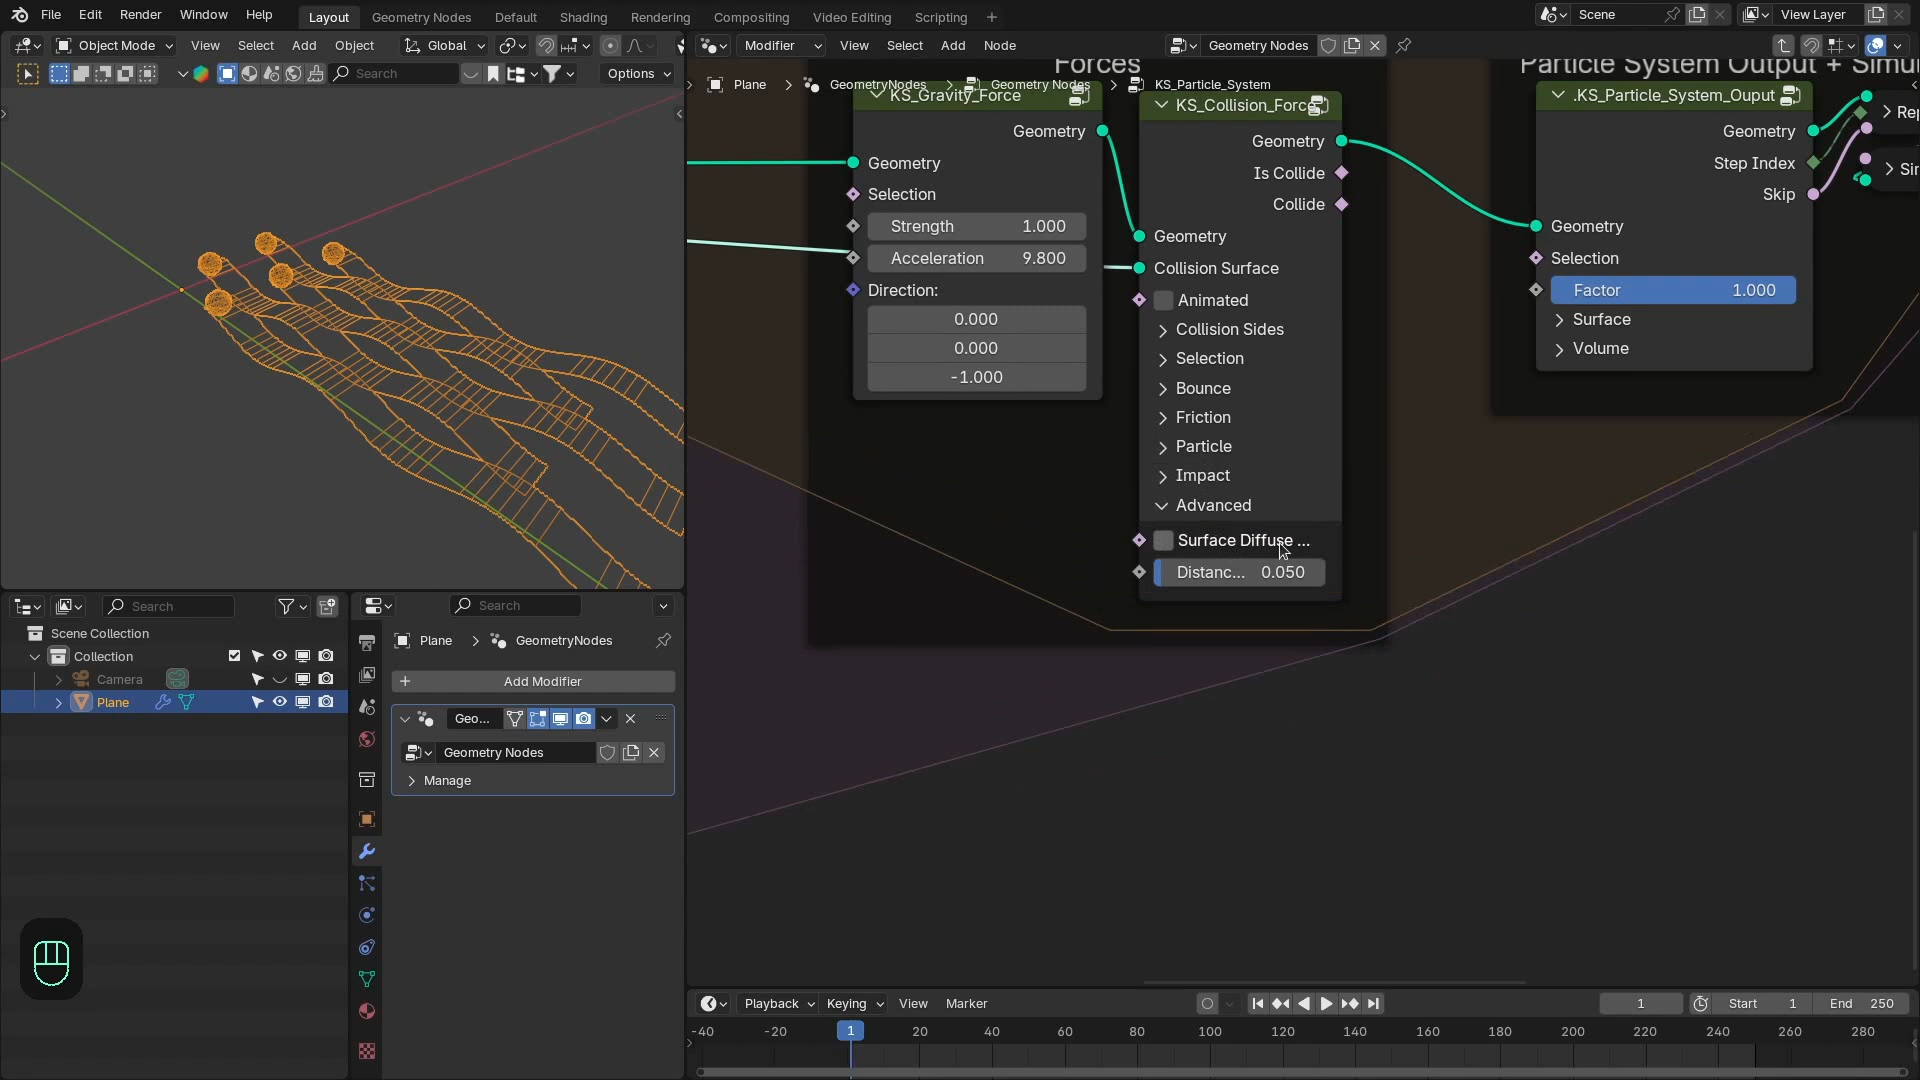 File Edit Render Window Help Layout Geometry Nodes Default Shading Rendering Compositing Video Editing Scripting + Scene View Layer
Object Mode View Select Add Object Global
Search Options
Modifier View Select Add Node Geometry Nodes
Plane > GeometryNodes > Geometry Nodes > KS_Particle_System
Forces
KS_Gravity_Force
Geometry
Geometry
Selection
Strength 1.000
Acceleration 9.800
Direction:
0.000
0.000
-1.000
KS_Collision_Forc
Geometry
Is Collide
Collide
Geometry
Collision Surface
Animated
Collision Sides
Selection
Bounce
Friction
Particle
Impact
Advanced
Surface Diffuse ...
Distanc... 0.050
Particle System Output + Simu
.KS_Particle_System_Ouput
Geometry
Step Index
Skip
Geometry
Selection
Factor 1.000
Surface
Volume
Rep
Sir
Search
Scene Collection
Collection
Camera
Plane
Search
Plane > GeometryNodes
+ Add Modifier
Geo...
Geometry Nodes
Manage
Playback Keying View Marker 1 Start 1 End 250
-40 -20 1 20 40 60 80 100 120 140 160 180 200 220 240 260 280